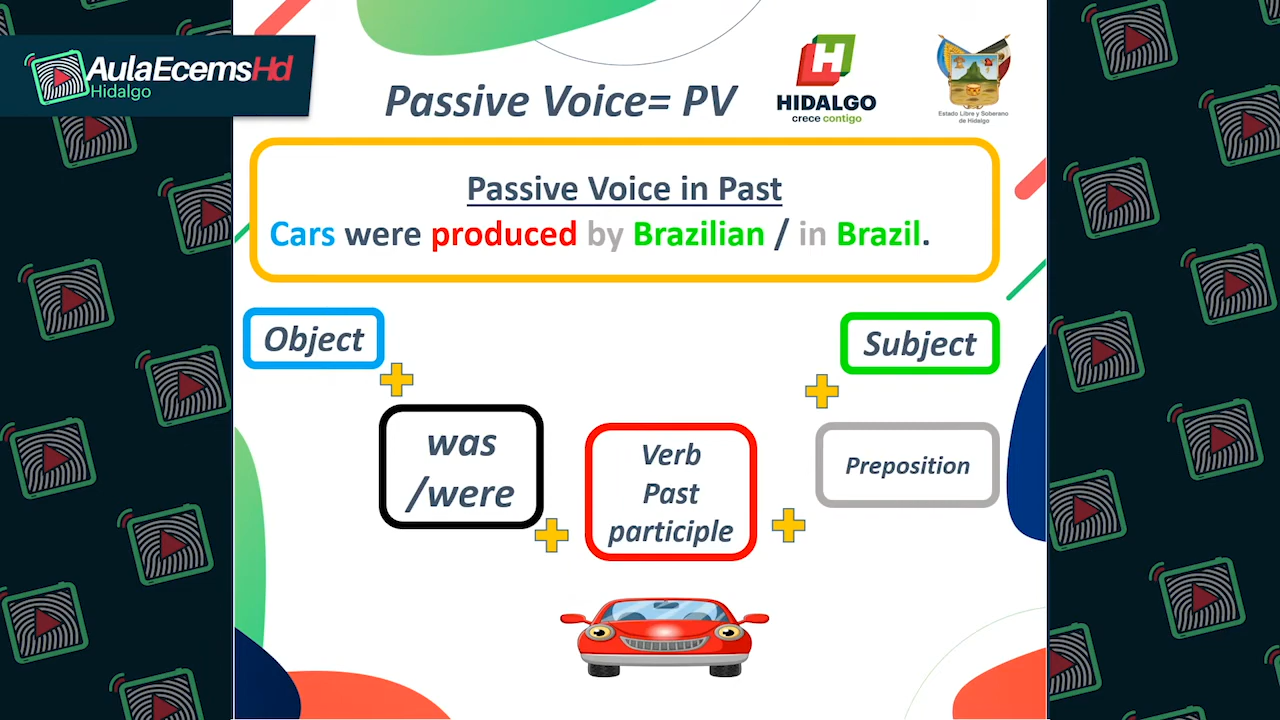 AulaEcemsHd
Hidalgo
Passive Voice= PV
H
HIDALGO
crece contigo
Estado Libre y Soberano
de Hidalgo
Passive Voice in Past
Cars were produced by Brazilian / in Brazil.
Object
Subject
was
/were
Verb
Past
participle
Preposition